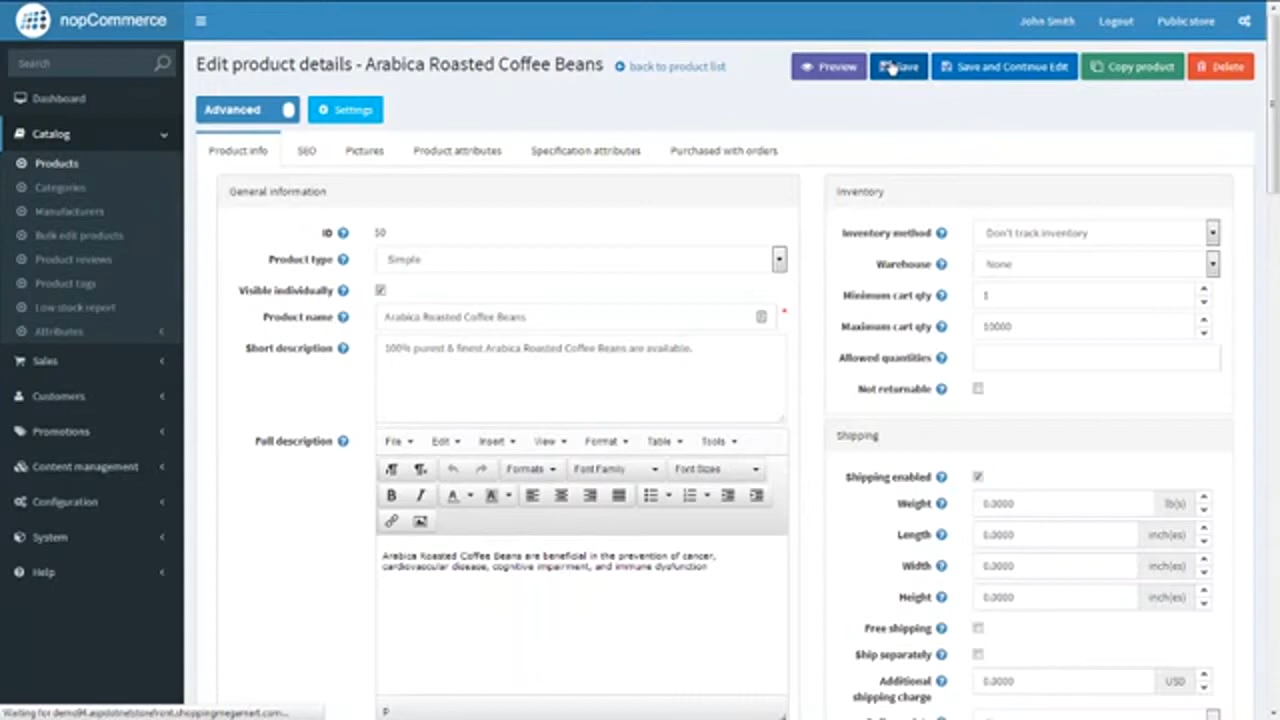 nopCommerce
John Smith
Logout
Public store
Search
Dashboard
Catalog
Products
Categories
Manufacturers
Bulk edit products
Product reviews
Product tags
Low stock report
Attributes
Sales
Customers
Promotions
Content management
Configuration
System
Help
Edit product details - Arabica Roasted Coffee Beans
back to product list
Preview
Save
Save and Continue Edit
Copy product
Delete
Advanced
Settings
Product info
SEO
Pictures
Product attributes
Specification attributes
Purchased with orders
General information
ID
50
Product type
Simple
Visible individually
Product name
Arabica Roasted Coffee Beans
*
Short description
100% purest & finest Arabica Roasted Coffee Beans are available.
Full description
File
Edit
Insert
View
Format
Table
Tools
Formats
Font Family
Font Sizes
B
I
A
A
Arabica Roasted Coffee Beans are beneficial in the prevention of cancer,
cardiovascular disease, cognitive impairment, and immune dysfunction
P
Inventory
Inventory method
Don't track inventory
Warehouse
None
Minimum cart qty
1
Maximum cart qty
10000
Allowed quantities
Not returnable
Shipping
Shipping enabled
Weight
0.0000
lb(s)
Length
0.0000
inch(es)
Width
0.0000
inch(es)
Height
0.0000
inch(es)
Free shipping
Ship separately
Additional
shipping charge
0.0000
USD